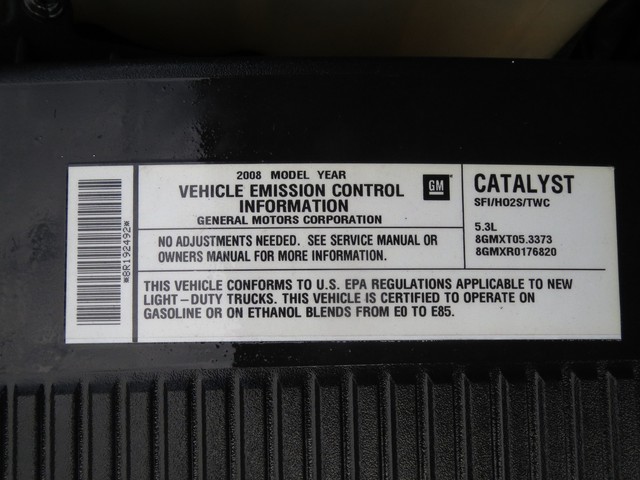 *8R192492*
2008 MODEL YEAR
VEHICLE EMISSION CONTROL
INFORMATION
GENERAL MOTORS CORPORATION
GM
CATALYST
SFI/HO2S/TWC
5.3L
8GMXT05.3373
8GMXR0176820
NO ADJUSTMENTS NEEDED. SEE SERVICE MANUAL OR
OWNERS MANUAL FOR MORE INFORMATION.
THIS VEHICLE CONFORMS TO U.S. EPA REGULATIONS APPLICABLE TO NEW
LIGHT-DUTY TRUCKS. THIS VEHICLE IS CERTIFIED TO OPERATE ON
GASOLINE OR ON ETHANOL BLENDS FROM E0 TO E85.